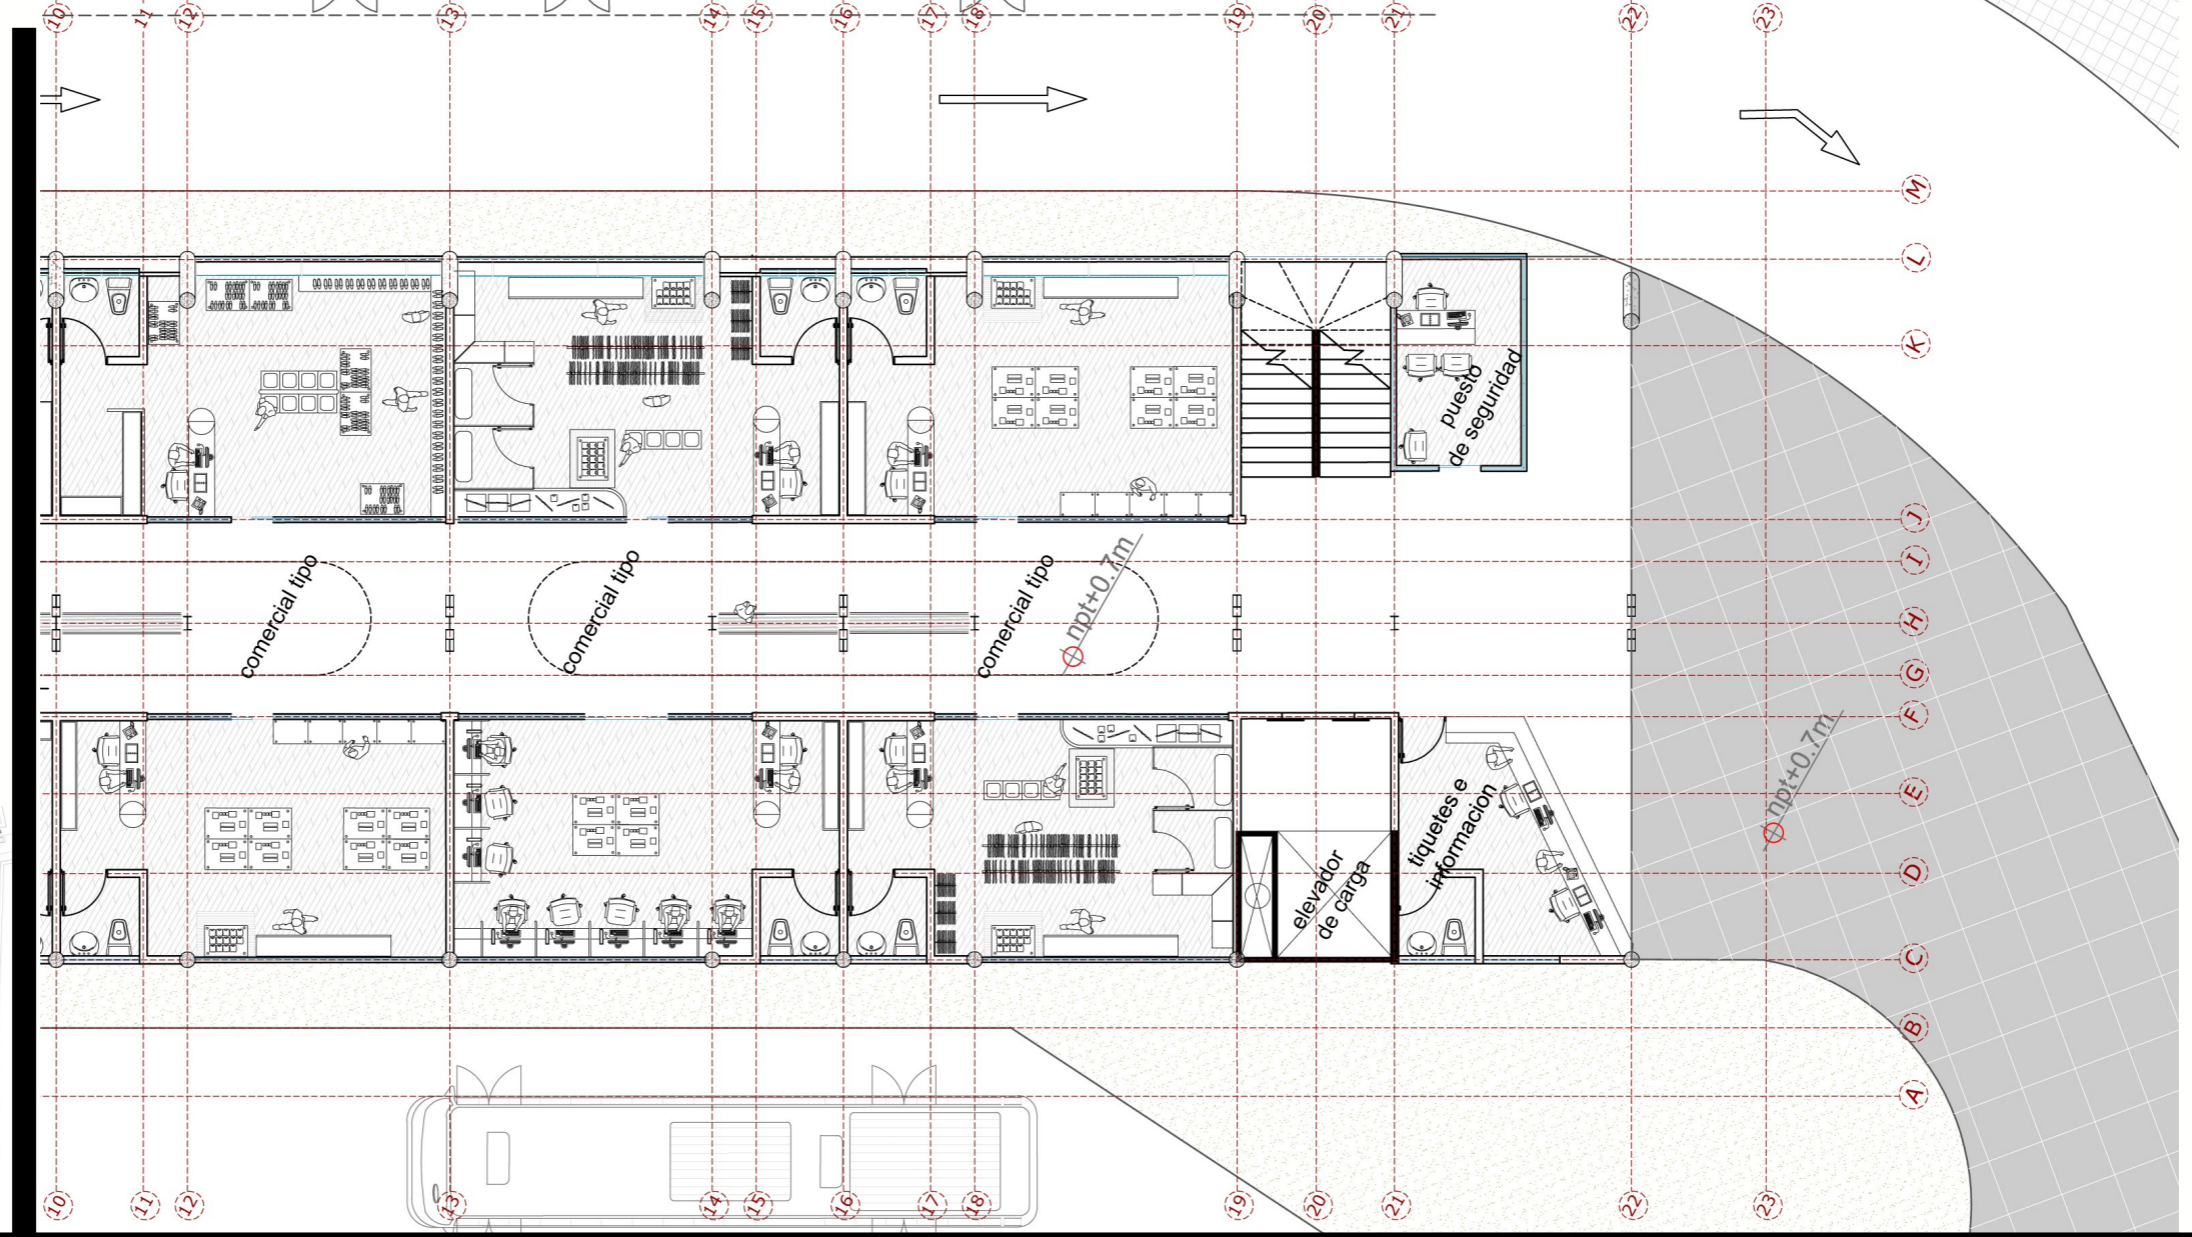 10 11 12 13 14 15 16 17 18 19 20 21 22 23
M
L
K
puesto
de seguridad
J
I
comercial tipo
comercial tipo
comercial tipo
npt+0.7m
H
G
F
npt+0.7m
E
tiquetes e
informacion
elevador
de carga
D
C
B
A
10 11 12 13 14 15 16 17 18 19 20 21 22 23